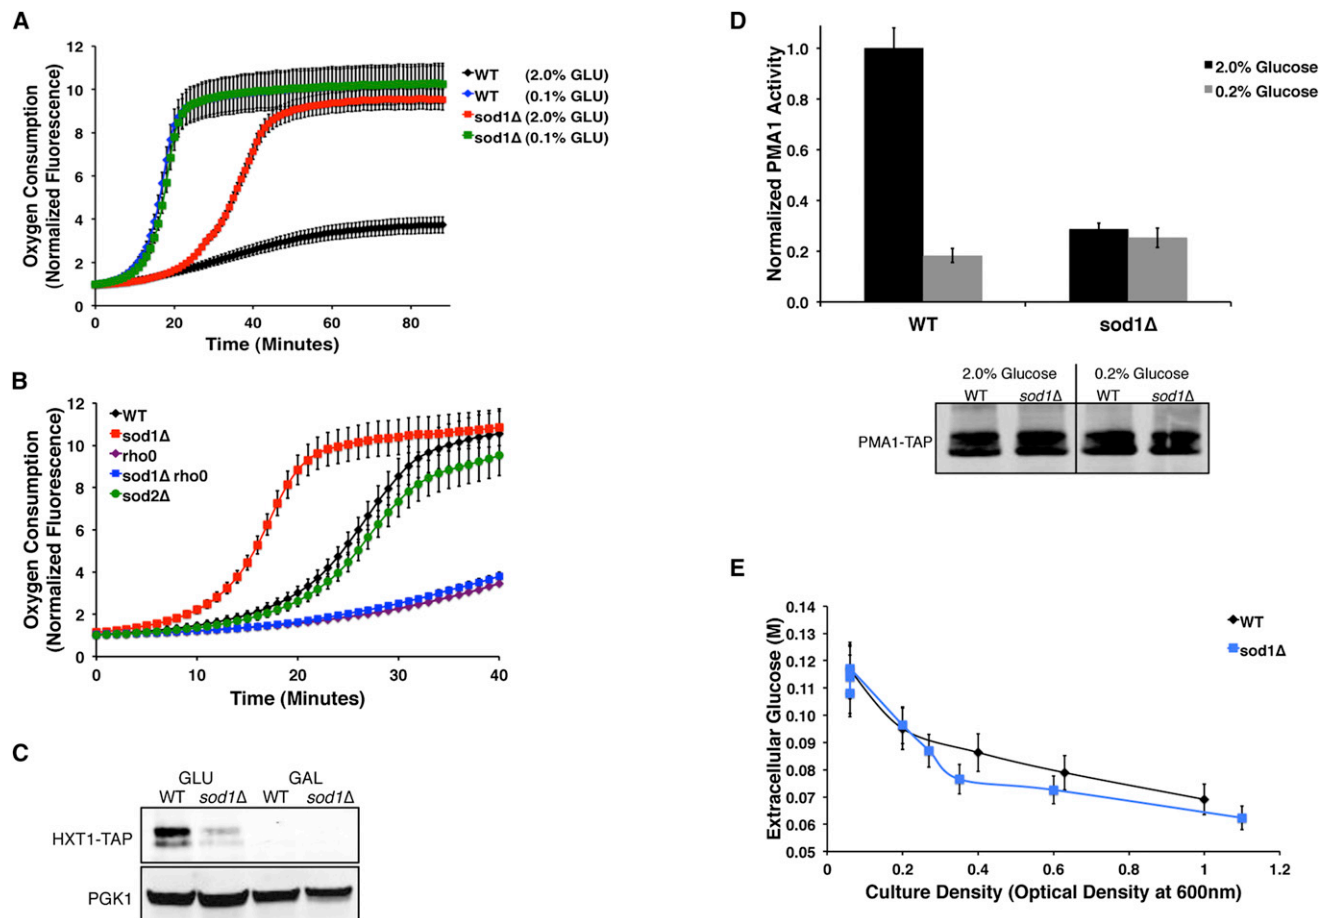 A
Oxygen Consumption
(Normalized Fluorescence)
12
10
8
6
4
2
0
0 20 40 60 80
Time (Minutes)
WT (2.0% GLU)
WT (0.1% GLU)
sod1Δ (2.0% GLU)
sod1Δ (0.1% GLU)
B
Oxygen Consumption
(Normalized Fluorescence)
12
10
8
6
4
2
0
0 10 20 30 40
Time (Minutes)
WT
sod1Δ
rho0
sod1Δ rho0
sod2Δ
C
GLU GAL
WT sod1Δ WT sod1Δ
HXT1-TAP
PGK1
D
Normalized PMA1 Activity
1.0
0.8
0.6
0.4
0.2
0.0
WT sod1Δ
2.0% Glucose
0.2% Glucose
2.0% Glucose 0.2% Glucose
WT sod1Δ WT sod1Δ
PMA1-TAP
E
Extracellular Glucose (M)
0.14
0.13
0.12
0.11
0.10
0.09
0.08
0.07
0.06
0.05
0 0.2 0.4 0.6 0.8 1 1.2
Culture Density (Optical Density at 600nm)
WT
sod1Δ